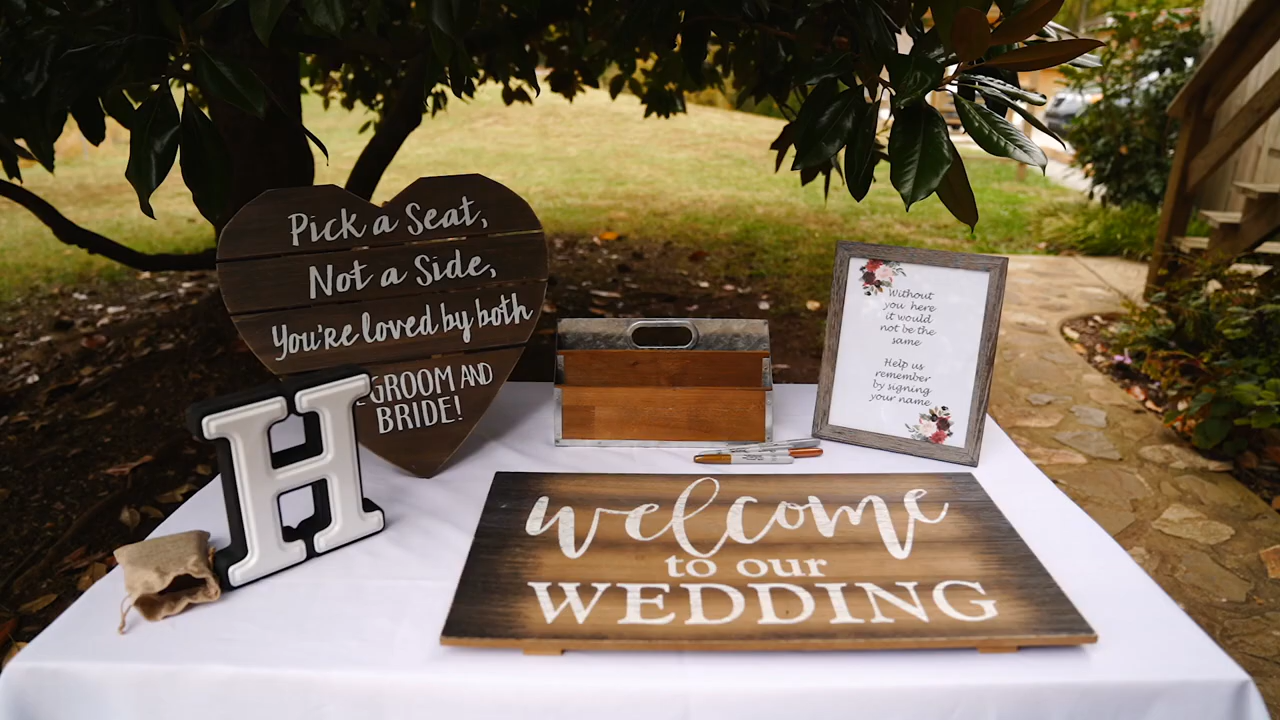 Pick a Seat,
Not a Side,
You're loved by both
GROOM AND
BRIDE!
H
Without
you here
it would
not be the
same
Help us
remember
by signing
your name
welcome
to our
WEDDING